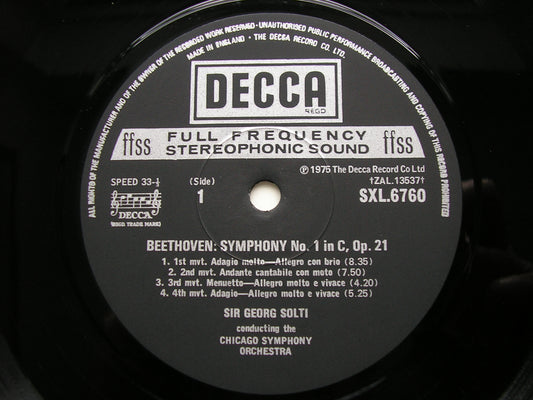 ALL RIGHTS OF THE MANUFACTURER AND OF THE OWNER OF THE RECORDED WORK RESERVED · UNAUTHORISED PUBLIC PERFORMANCE BROADCASTING AND COPYING OF THIS RECORD PROHIBITED
MADE IN ENGLAND · THE DECCA RECORD CO. LTD.
DECCA
REGD
ffss FULL FREQUENCY STEREOPHONIC SOUND ffss
℗ 1975 The Decca Record Co Ltd
SPEED 33-⅓ (Side) †ZAL.13537†
1 SXL.6760
DECCA
(REGD. TRADE MARK)
BEETHOVEN: SYMPHONY No. 1 in C, Op. 21
1. 1st mvt. Adagio molto—Allegro con brio (8.35)
2. 2nd mvt. Andante cantabile con moto (7.50)
3. 3rd mvt. Menuetto—Allegro molto e vivace (4.20)
4. 4th mvt. Adagio—Allegro molto e vivace (5.25)
SIR GEORG SOLTI
conducting the
CHICAGO SYMPHONY
ORCHESTRA